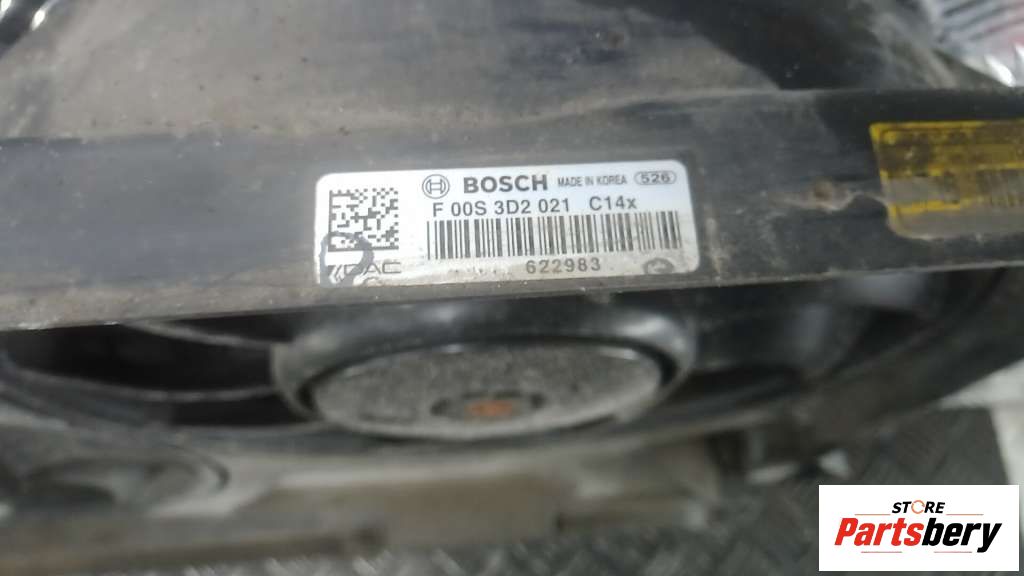 BOSCH MADE IN KOREA 526
F 00S 3D2 021 C14x
622983
STORE
Partsbery